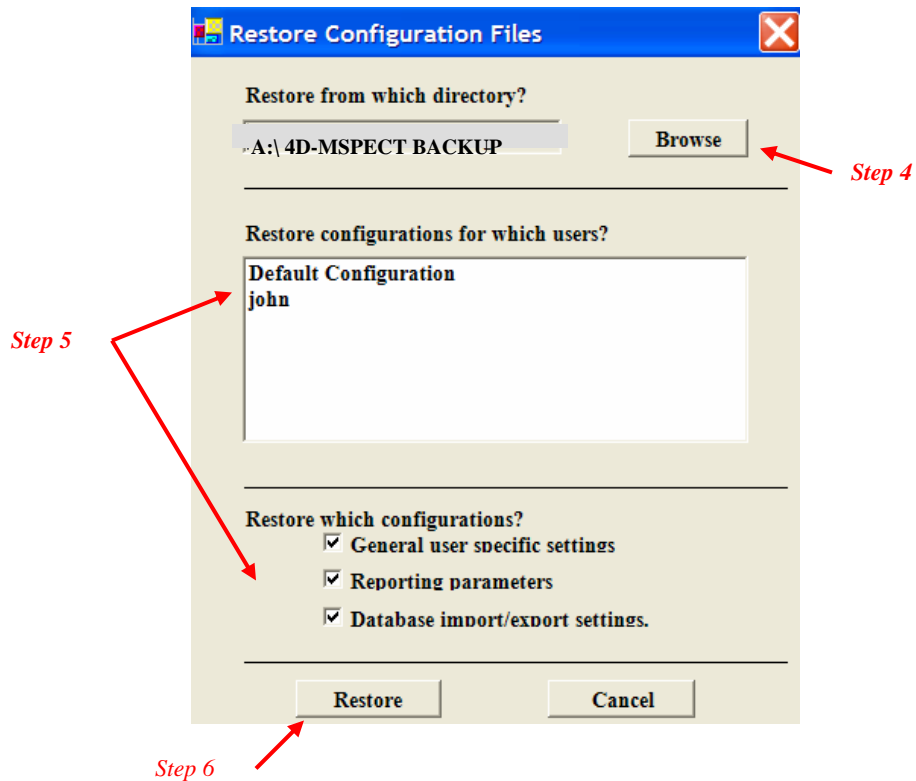 Restore Configuration Files
Restore from which directory?
A:\ 4D-MSPECT BACKUP
Browse
Step 4
Restore configurations for which users?
Default Configuration
john
Step 5
Restore which configurations?
General user specific settings
Reporting parameters
Database import/export settings.
Restore
Cancel
Step 6